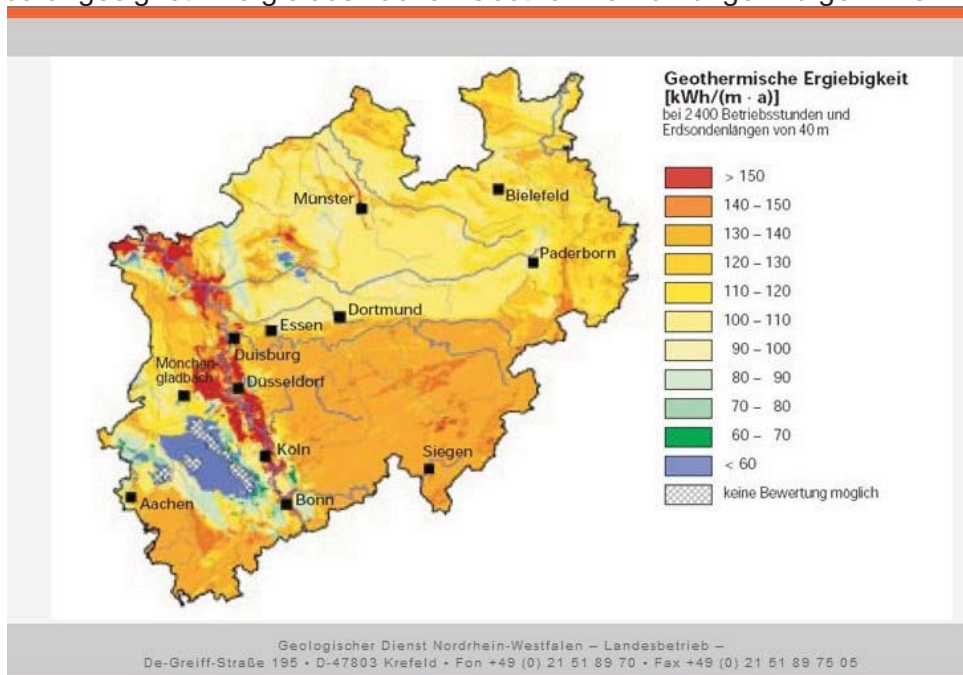 Geothermische Ergiebigkeit
[kWh/(m · a)]
bei 2 400 Betriebsstunden und
Erdsondenlängen von 40 m
> 150
140 – 150
130 – 140
120 – 130
110 – 120
100 – 110
90 – 100
80 – 90
70 – 80
60 – 70
< 60
keine Bewertung möglich
Münster
Bielefeld
Paderborn
Dortmund
Essen
Duisburg
Mönchen-
gladbach
Düsseldorf
Köln
Siegen
Aachen
Bonn
Geologischer Dienst Nordrhein-Westfalen – Landesbetrieb –
De-Greiff-Straße 195 • D-47803 Krefeld • Fon +49 (0) 21 51 89 70 • Fax +49 (0) 21 51 89 75 05